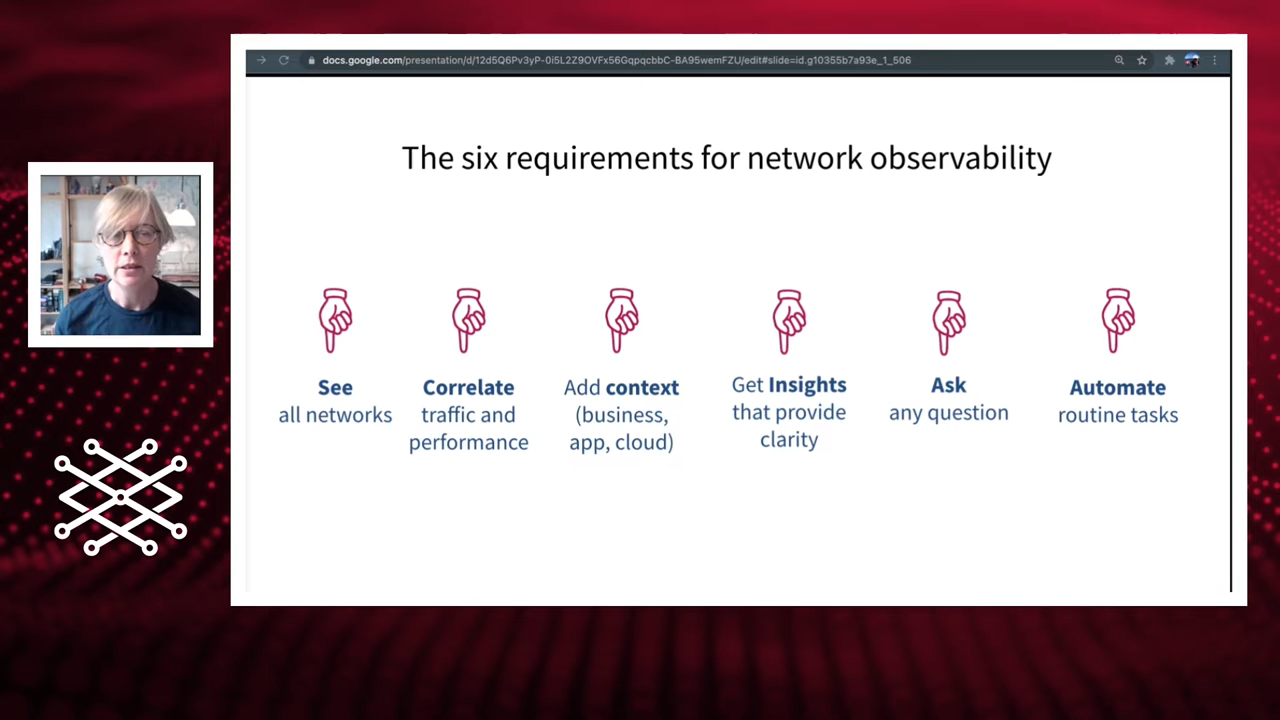 docs.google.com/presentation/d/12d5Q6Pv3yP-0i5L2Z9OVFx56GqpqcbbC-BA95wemFZU/edit#slide=id.g10355b7a93e_1_506
The six requirements for network observability
See
all networks
Correlate
traffic and
performance
Add context
(business,
app, cloud)
Get Insights
that provide
clarity
Ask
any question
Automate
routine tasks